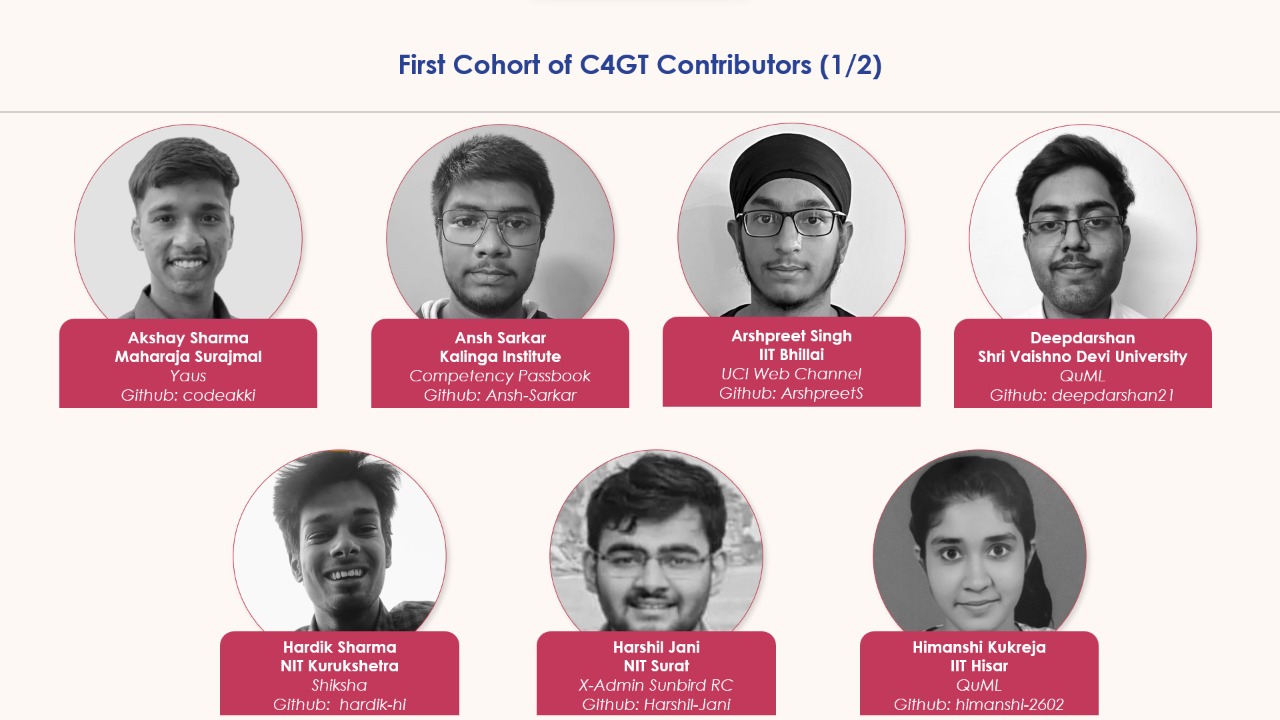 First Cohort of C4GT Contributors (1/2)
Akshay Sharma
Maharaja Surajmal
Yaus
Github: codeakki
Ansh Sarkar
Kalinga Institute
Competency Passbook
Github: Ansh-Sarkar
Arshpreet Singh
IIT Bhillai
UCI Web Channel
Github: ArshpreetS
Deepdarshan
Shri Vaishno Devi University
QuML
Github: deepdarshan21
Hardik Sharma
NIT Kurukshetra
Shiksha
Github: hardik-hi
Harshil Jani
NIT Surat
X-Admin Sunbird RC
Github: Harshil-Jani
Himanshi Kukreja
IIT Hisar
QuML
Github: himanshi-2602